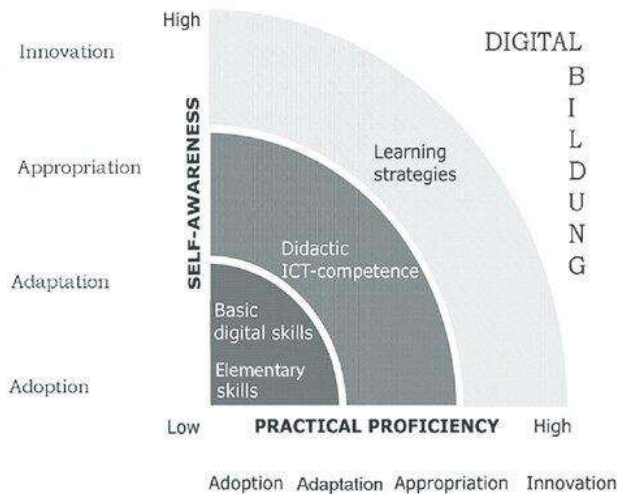 High
DIGITAL
BILDUNG
Innovation
SELF-AWARENESS
Learning
strategies
Appropriation
Didactic
ICT-competence
Adaptation
Basic
digital skills
Elementary
skills
Adoption
Low
PRACTICAL PROFICIENCY
High
Adoption
Adaptation
Appropriation
Innovation